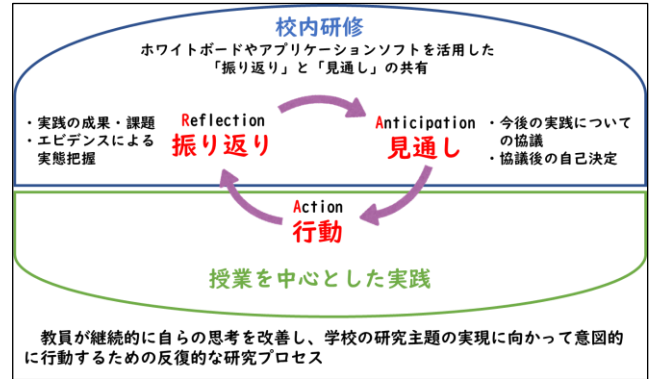 校内研修
ホワイトボードやアプリケーションソフトを活用した
「振り返り」と「見通し」の共有
・実践の成果・課題
・エビデンスによる
実態把握
Reflection
振り返り
Anticipation
見通し
・今後の実践について
の協議
・協議後の自己決定
Action
行動
授業を中心とした実践
教員が継続的に自らの思考を改善し、学校の研究主題の実現に向かって意図的
に行動するための反復的な研究プロセス